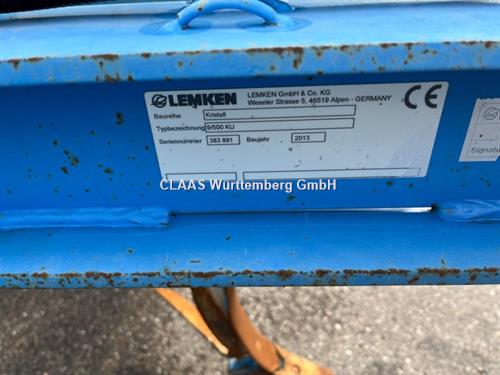 LEMKEN
LEMKEN GmbH & Co. KG
Weseler Strasse 5, 46519 Alpen - GERMANY
CE
Baureihe Kristall
Typbezeichnung 9/500 KU
Seriennummer 383 891 Baujahr 2013
CLAAS Württemberg GmbH
Signatu